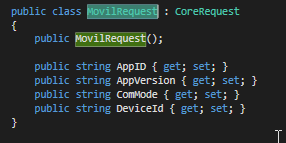 public class MovilRequest : CoreRequest
{
public MovilRequest();
public string AppID { get; set; }
public string AppVersion { get; set; }
public string ComMode { get; set; }
public string DeviceId { get; set; }
}